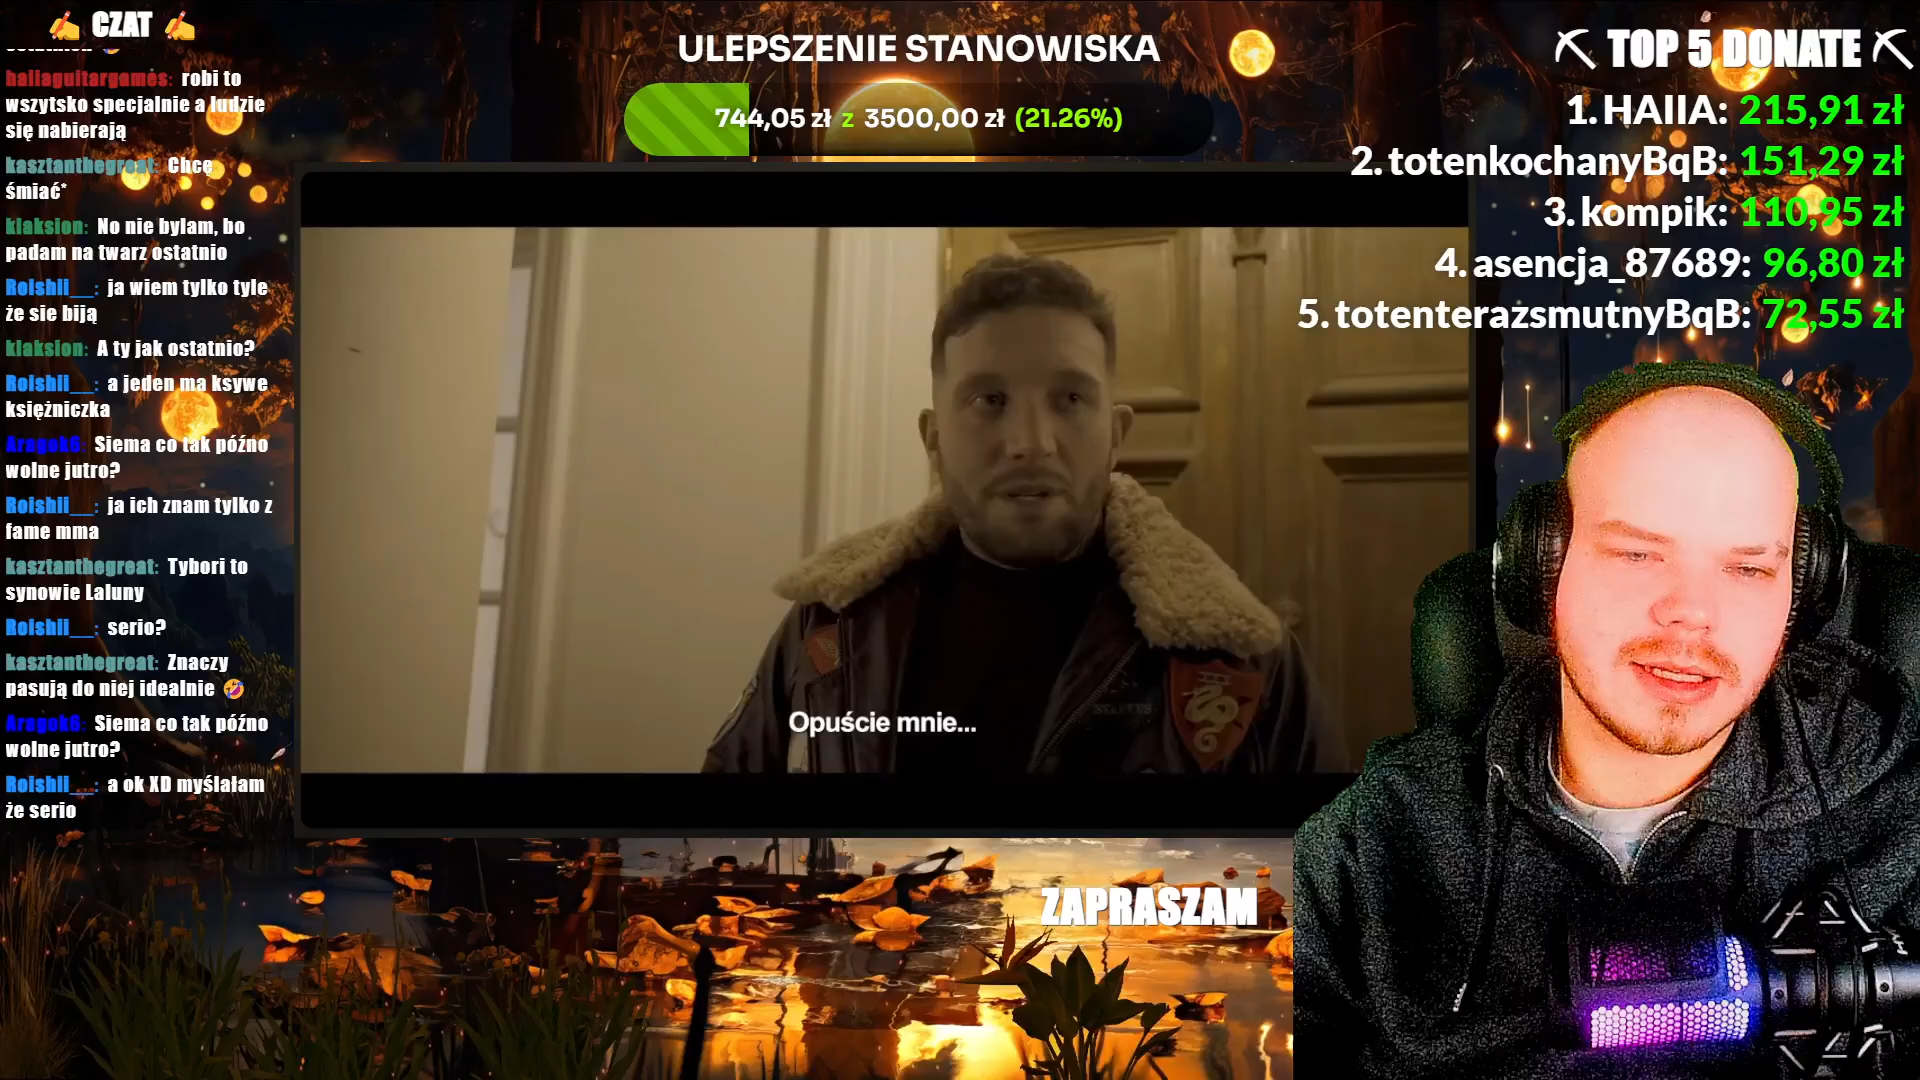 ✍ CZAT ✍
haliaguitargames: robi to
wszytsko specjalnie a ludzie
się nabierają
kasztanthegreat: Chcę
śmiać*
klaksion: No nie bylam, bo
padam na twarz ostatnio
Roishii__: ja wiem tylko tyle
że sie biją
klaksion: A ty jak ostatnio?
Roishii__: a jeden ma ksywe
księżniczka
Aragok6: Siema co tak późno
wolne jutro?
Roishii__: ja ich znam tylko z
fame mma
kasztanthegreat: Tybori to
synowie Laluny
Roishii__: serio?
kasztanthegreat: Znaczy
pasują do niej idealnie 🤣
Aragok6: Siema co tak późno
wolne jutro?
Roishii__: a ok XD myślałam
że serio
ULEPSZENIE STANOWISKA
744,05 zł z 3500,00 zł (21.26%)
Opuście mnie...
ZAPRASZAM
TOP 5 DONATE
1. HAIIA: 215,91 zł
2. totenkochanyBqB: 151,29 zł
3. kompik: 110,95 zł
4. asencja_87689: 96,80 zł
5. totenterazsmutnyBqB: 72,55 zł